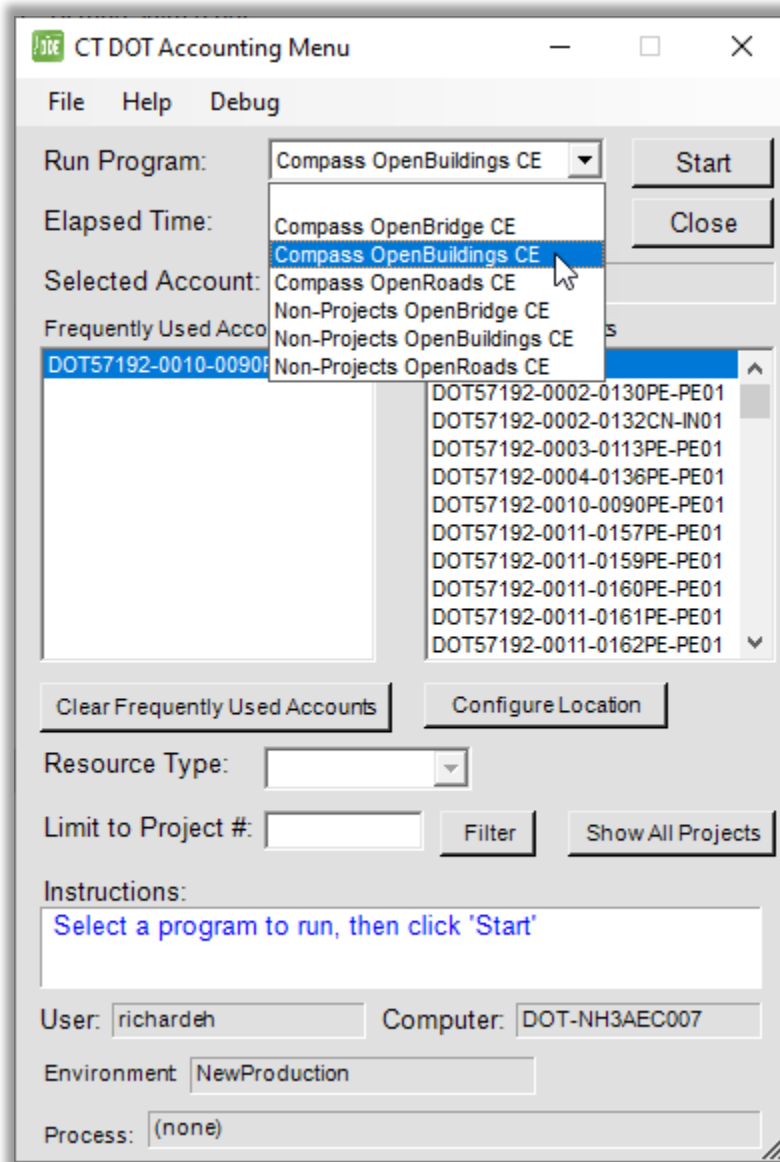 CT DOT Accounting Menu
File Help Debug
Run Program: Compass OpenBuildings CE Start
Elapsed Time: Close
Compass OpenBridge CE
Compass OpenBuildings CE
Selected Account: Compass OpenRoads CE
Non-Projects OpenBridge CE
Frequently Used Acco Non-Projects OpenBuildings CE
DOT57192-0010-0090 Non-Projects OpenRoads CE
DOT57192-0002-0130PE-PE01
DOT57192-0002-0132CN-IN01
DOT57192-0003-0113PE-PE01
DOT57192-0004-0136PE-PE01
DOT57192-0010-0090PE-PE01
DOT57192-0011-0157PE-PE01
DOT57192-0011-0159PE-PE01
DOT57192-0011-0160PE-PE01
DOT57192-0011-0161PE-PE01
DOT57192-0011-0162PE-PE01
Clear Frequently Used Accounts Configure Location
Resource Type:
Limit to Project #: Filter Show All Projects
Instructions:
Select a program to run, then click 'Start'
User: richardeh Computer: DOT-NH3AEC007
Environment NewProduction
Process: (none)